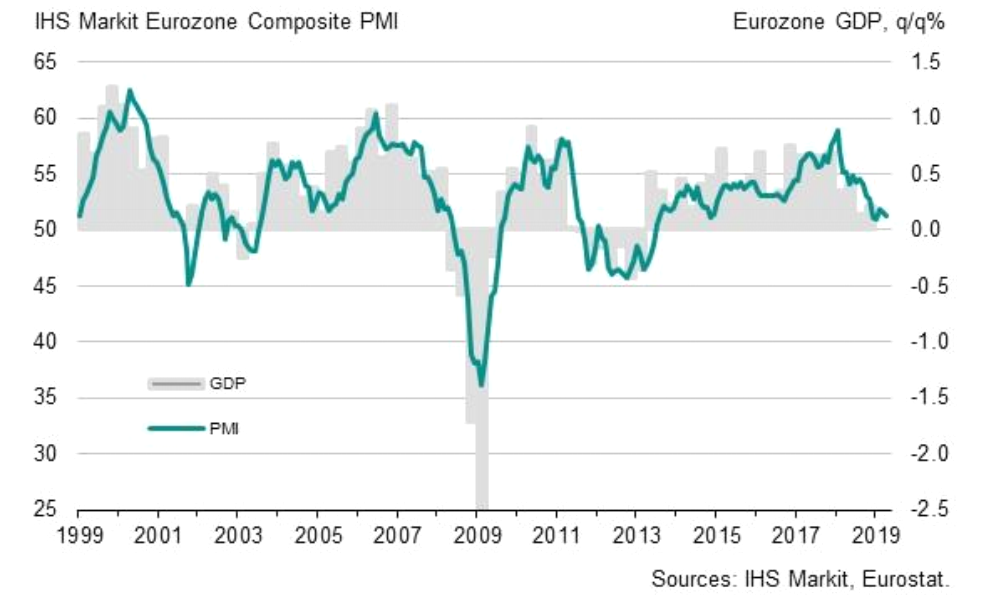 IHS Markit Eurozone Composite PMI Eurozone GDP, q/q%
65 1.5
60 1.0
55 0.5
50 0.0
45 -0.5
40 -1.0
GDP
35 -1.5
PMI
30 -2.0
25 -2.5
1999 2001 2003 2005 2007 2009 2011 2013 2015 2017 2019
Sources: IHS Markit, Eurostat.